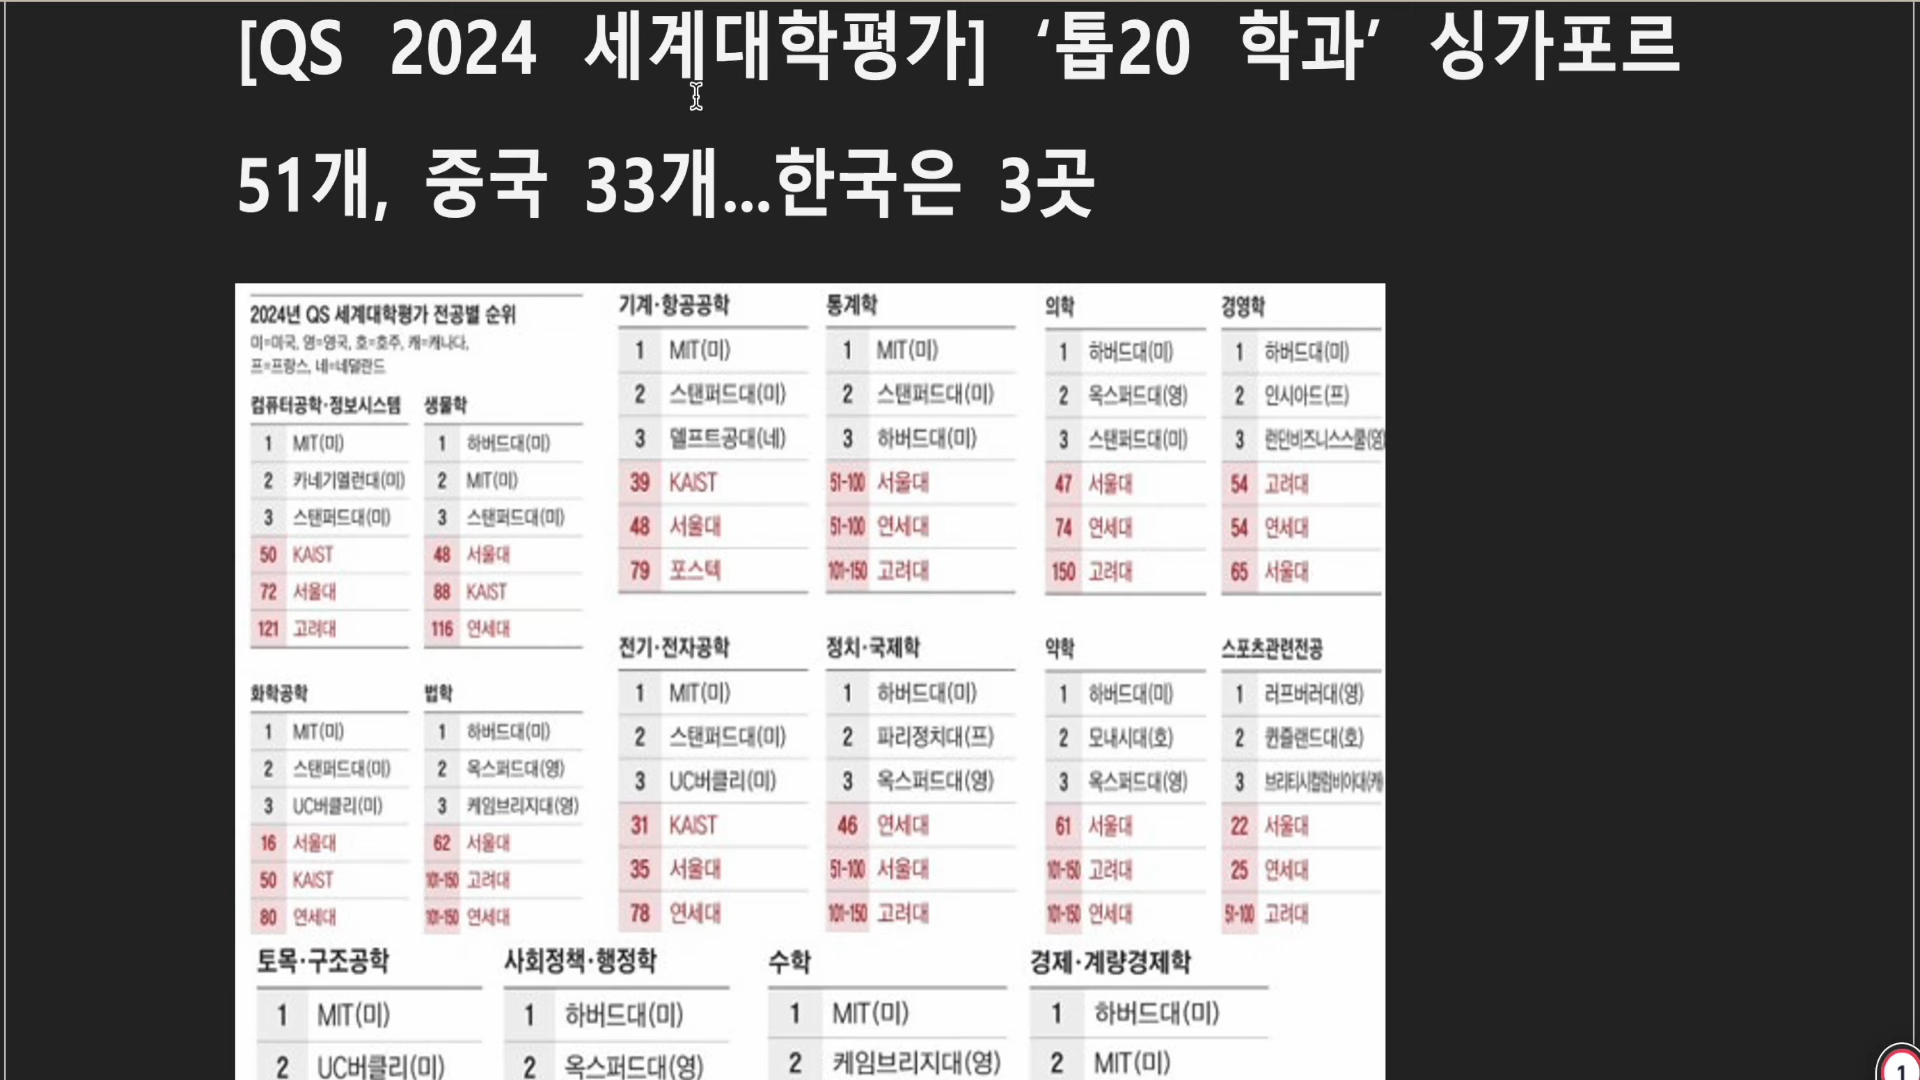 [QS 2024 세계대학평가] ‘톱20 학과’ 싱가포르
51개, 중국 33개...한국은 3곳
2024년 QS 세계대학평가 전공별 순위
미=미국, 영=영국, 호=호주, 캐=캐나다,
프=프랑스, 네=네덜란드
컴퓨터공학·정보시스템
1 MIT(미)
2 카네기멜런대(미)
3 스탠퍼드대(미)
50 KAIST
72 서울대
121 고려대
생물학
1 하버드대(미)
2 MIT(미)
3 스탠퍼드대(미)
48 서울대
88 KAIST
116 연세대
화학공학
1 MIT(미)
2 스탠퍼드대(미)
3 UC버클리(미)
16 서울대
50 KAIST
80 연세대
법학
1 하버드대(미)
2 옥스퍼드대(영)
3 케임브리지대(영)
62 서울대
101-150 고려대
101-150 연세대
기계·항공공학
1 MIT(미)
2 스탠퍼드대(미)
3 델프트공대(네)
39 KAIST
48 서울대
79 포스텍
통계학
1 MIT(미)
2 스탠퍼드대(미)
3 하버드대(미)
51-100 서울대
51-100 연세대
101-150 고려대
전기·전자공학
1 MIT(미)
2 스탠퍼드대(미)
3 UC버클리(미)
31 KAIST
35 서울대
78 연세대
정치·국제학
1 하버드대(미)
2 파리정치대(프)
3 옥스퍼드대(영)
46 연세대
51-100 서울대
101-150 고려대
의학
1 하버드대(미)
2 옥스퍼드대(영)
3 스탠퍼드대(미)
47 서울대
74 연세대
150 고려대
경영학
1 하버드대(미)
2 인시아드(프)
3 런던비즈니스스쿨(영)
54 고려대
54 연세대
65 서울대
약학
1 하버드대(미)
2 모내시대(호)
3 옥스퍼드대(영)
61 서울대
101-150 고려대
101-150 연세대
스포츠관련전공
1 러프버러대(영)
2 퀸즐랜드대(호)
3 브리티시컬럼비아대(캐
22 서울대
25 연세대
51-100 고려대
토목·구조공학
1 MIT(미)
2 UC버클리(미)
사회정책·행정학
1 하버드대(미)
2 옥스퍼드대(영)
수학
1 MIT(미)
2 케임브리지대(영)
경제·계량경제학
1 하버드대(미)
2 MIT(미)
1